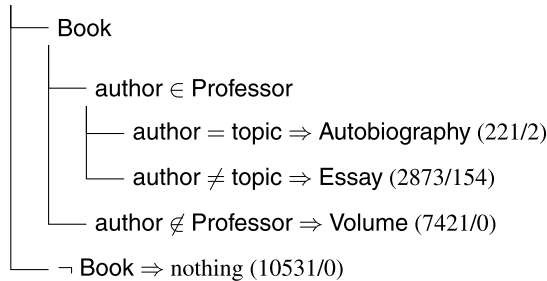 Book
author ∈ Professor
author = topic ⇒ Autobiography (221/2)
author ≠ topic ⇒ Essay (2873/154)
author ∉ Professor ⇒ Volume (7421/0)
¬ Book ⇒ nothing (10531/0)